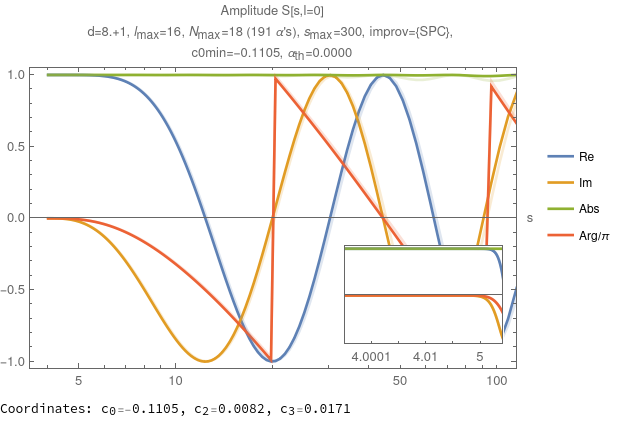 Amplitude S[s,l=0]
d=8.+1, lmax=16, Nmax=18 (191 α's), smax=300, improv={SPC},
c0min=-0.1105, αth=0.0000
1.0
0.5
0.0
-0.5
-1.0
s
Re
Im
Abs
Arg/π
4.0001 4.01 5
5 10 50 100
Coordinates: c0=-0.1105, c2=0.0082, c3=0.0171